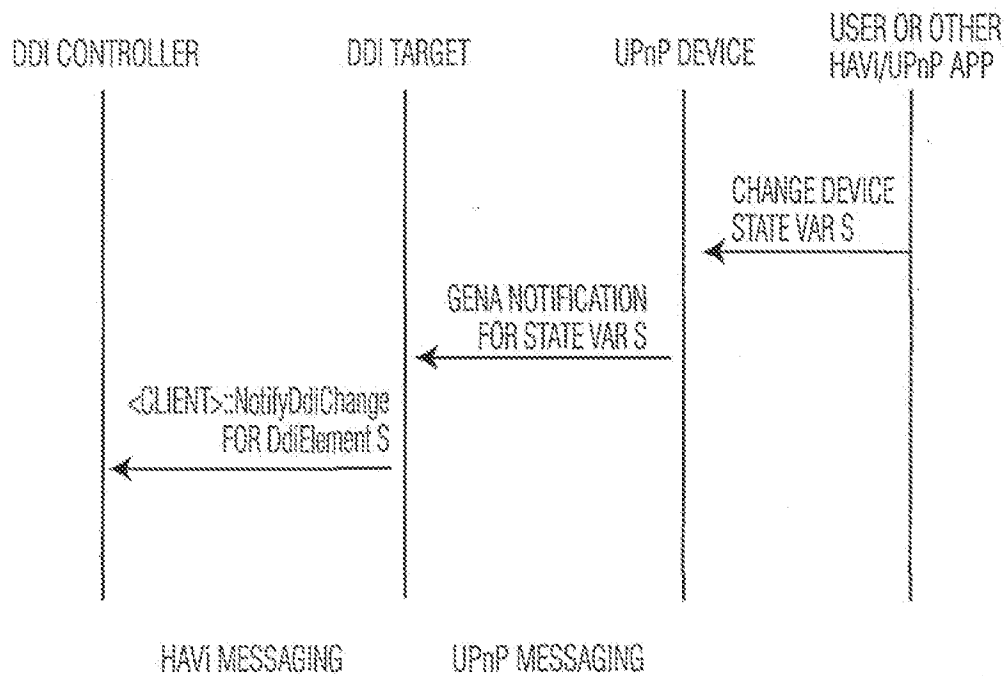 DDI CONTROLLER
DDI TARGET
UPnP DEVICE
USER OR OTHER
HAVi/UPnP APP
CHANGE DEVICE
STATE VAR S
GENA NOTIFICATION
FOR STATE VAR S
<CLIENT>::NotifyDdiChange
FOR DdiElement S
HAVi MESSAGING
UPnP MESSAGING